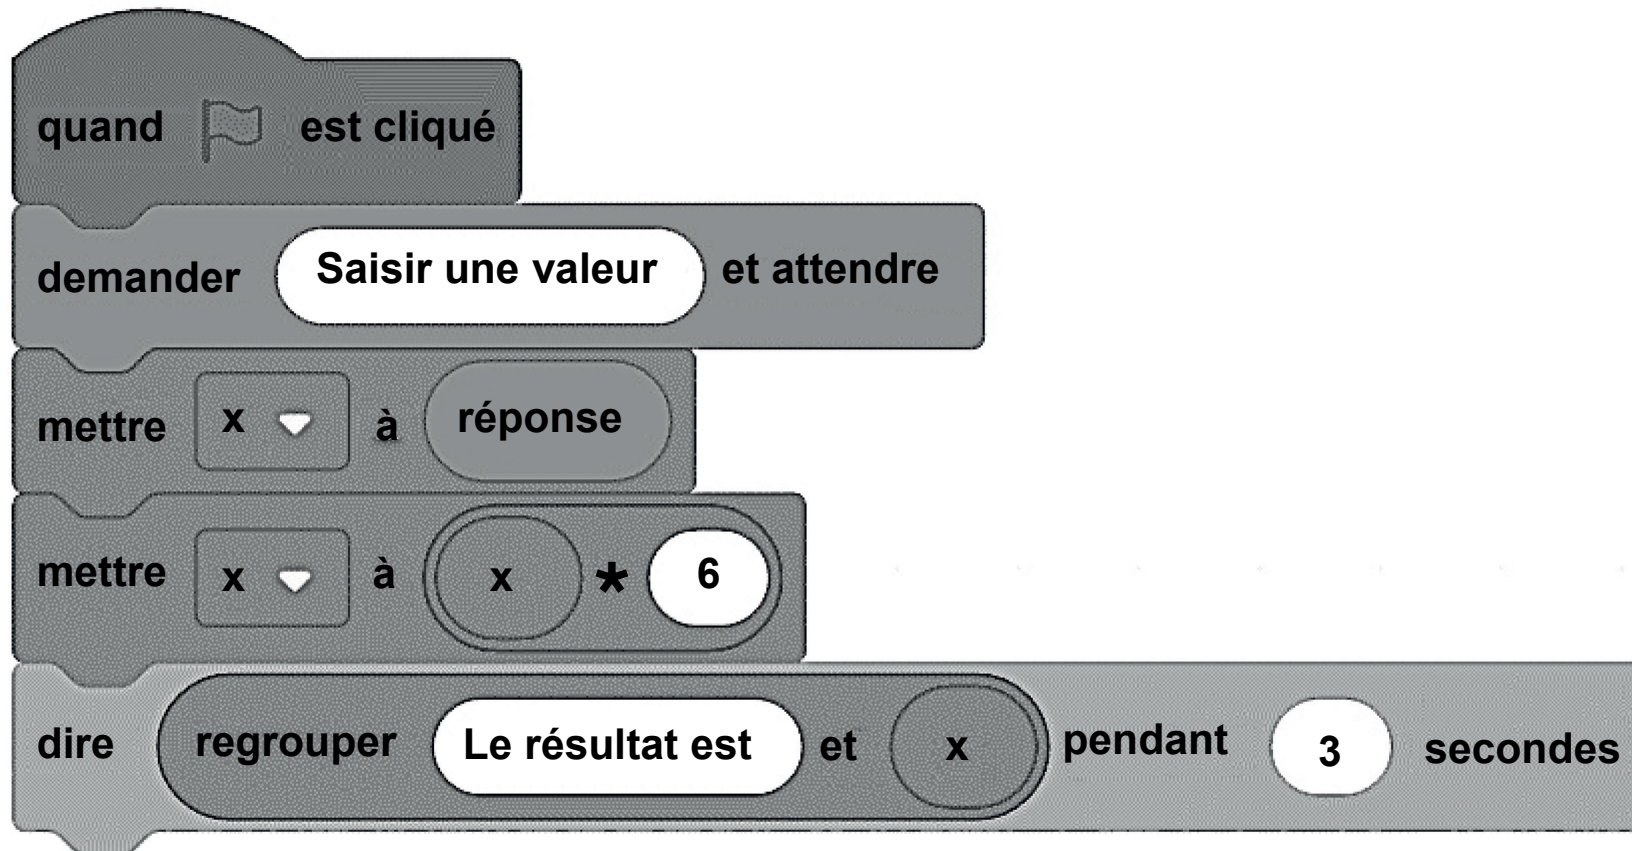 quand est cliqué
demander Saisir une valeur et attendre
mettre x à réponse
mettre x à x * 6
dire regrouper Le résultat est et x pendant 3 secondes